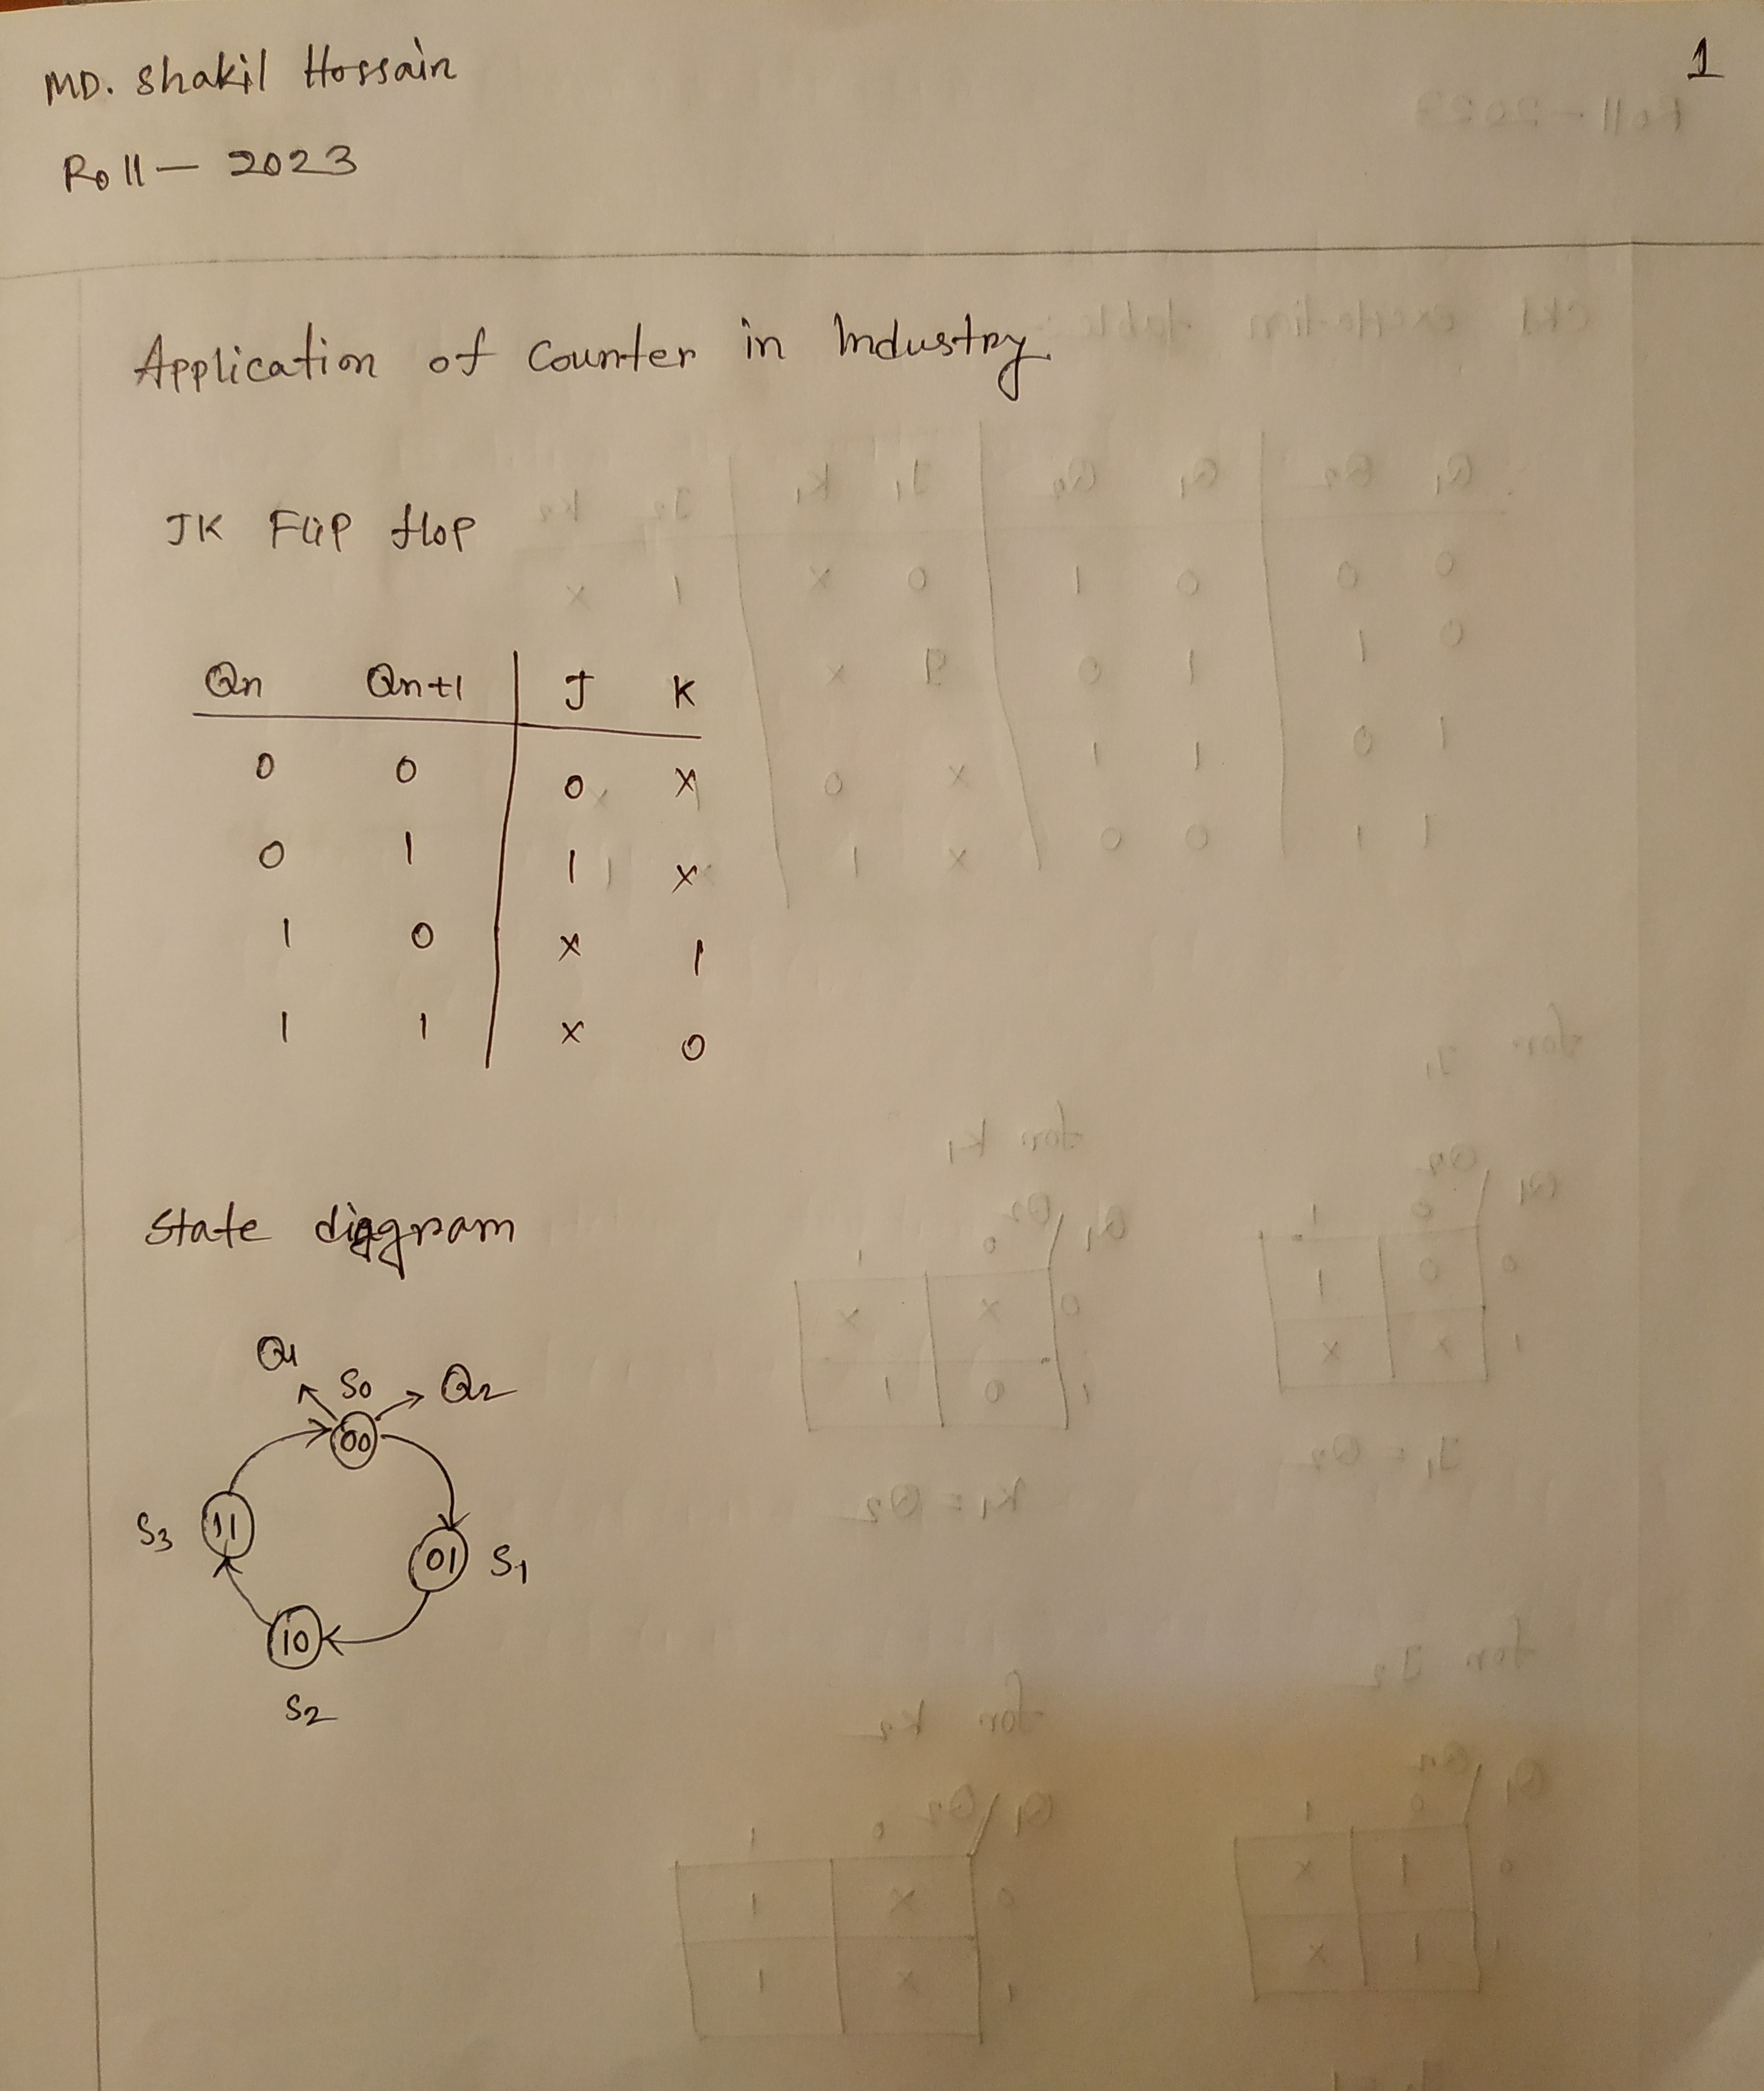 1
MD. Shakil Hossain
Roll — 2023
Application of Counter in Industry
JK Flip flop
Qn Qn+1 J K
0 0 0 X
0 1 1 X
1 0 X 1
1 1 X 0
State diagram
Q1 S0 Q2
00
S3 11
01 S1
10
S2